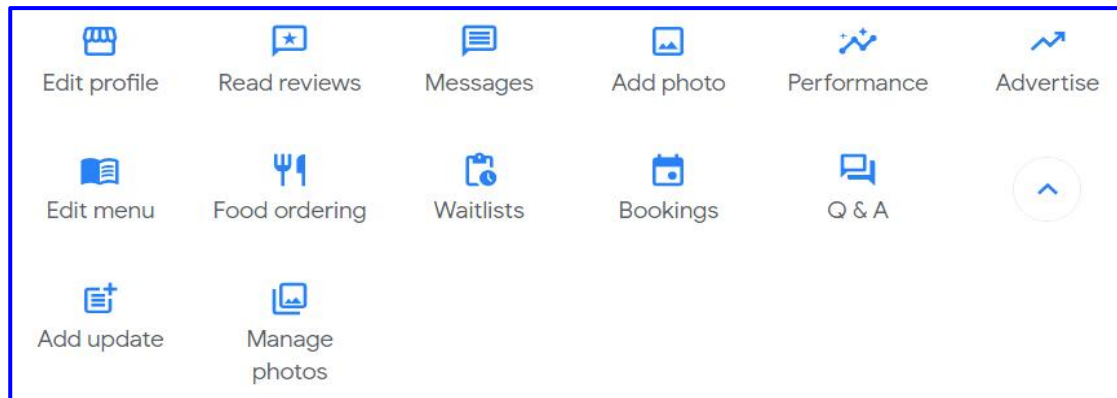 Edit profile
Read reviews
Messages
Add photo
Performance
Advertise
Edit menu
Food ordering
Waitlists
Bookings
Q & A
Add update
Manage
photos